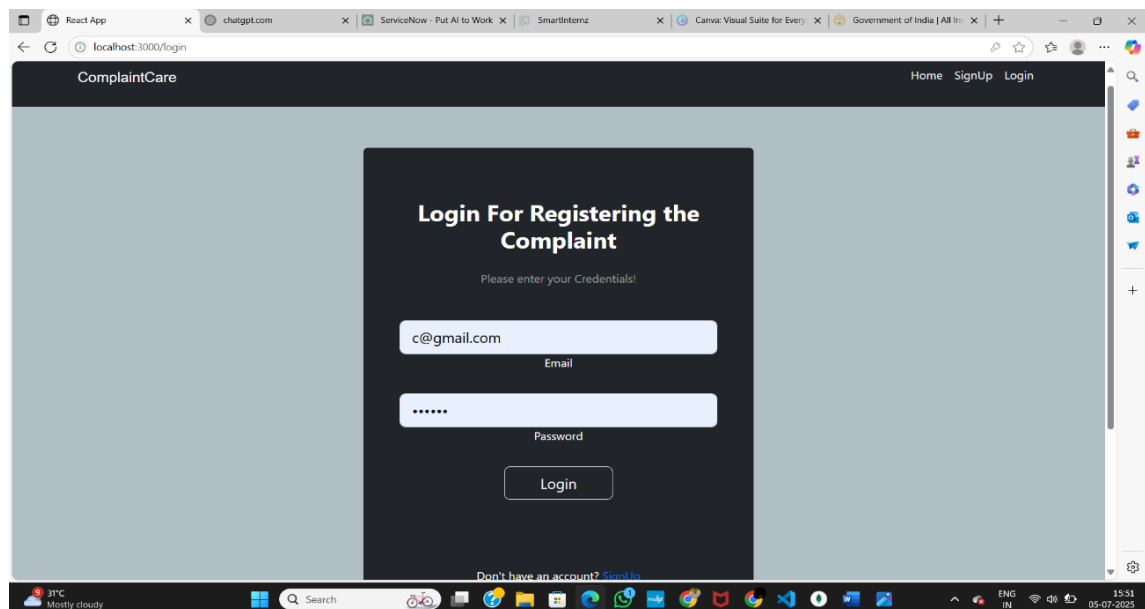 React App
chatgpt.com
ServiceNow - Put AI to Work
SmartInternz
Canva: Visual Suite for Every
Government of India | All Inc
localhost:3000/login
ComplaintCare
Home SignUp Login
Login For Registering the
Complaint
Please enter your Credentials!
c@gmail.com
Email
••••••
Password
Login
Don't have an account? SignUp
9
31°C
Mostly cloudy
Search
ENG
IN
15:51
05-07-2025